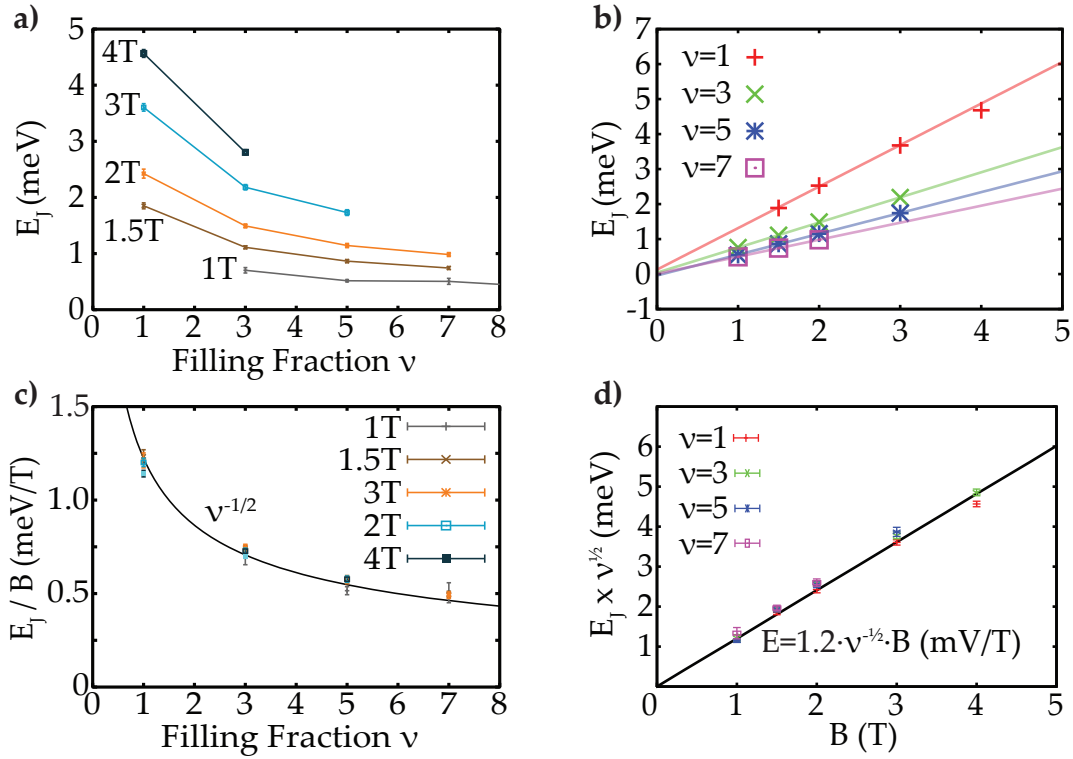 a)
E_J (meV)
5
4
3
2
1
0
4T
3T
2T
1.5T
1T
0 1 2 3 4 5 6 7 8
Filling Fraction ν
b)
E_J (meV)
7
6
5
4
3
2
1
0
-1
ν=1
ν=3
ν=5
ν=7
0 1 2 3 4 5
c)
E_J / B (meV/T)
1.5
1.0
0.5
0
ν^-1/2
1T
1.5T
3T
2T
4T
0 1 2 3 4 5 6 7 8
Filling Fraction ν
d)
E_J x ν^½ (meV)
6
5
4
3
2
1
ν=1
ν=3
ν=5
ν=7
E=1.2·ν^-½·B (mV/T)
0 1 2 3 4 5
B (T)